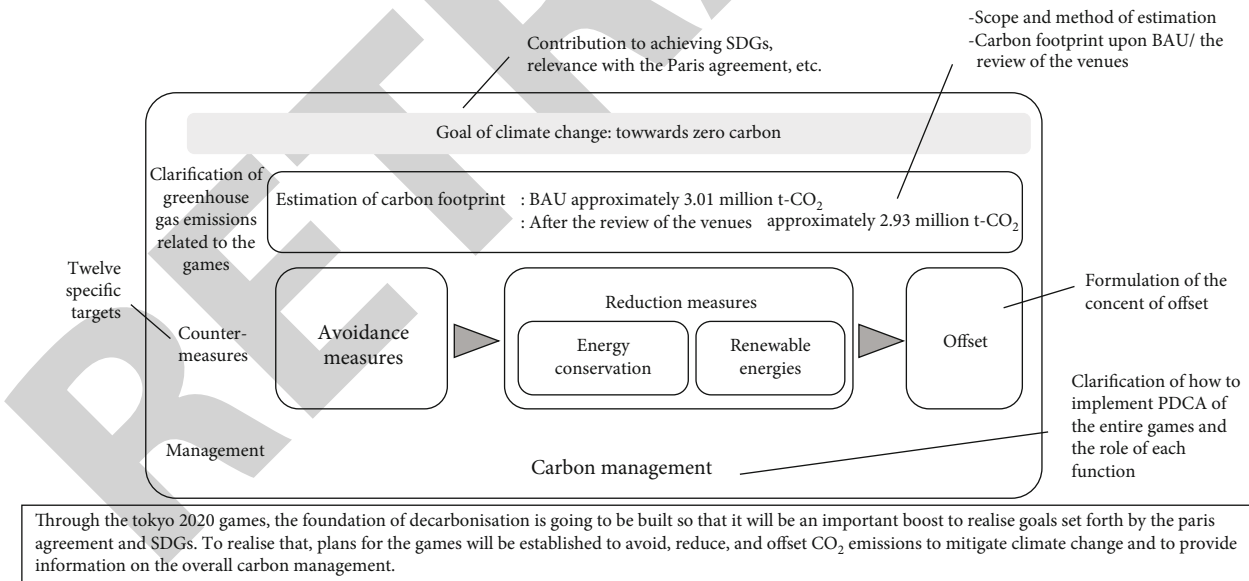 -Scope and method of estimation
-Carbon footprint upon BAU/ the
review of the venues
Contribution to achieving SDGs,
relevance with the Paris agreement, etc.
Goal of climate change: towwards zero carbon
Clarification of
greenhouse
gas emissions
related to the
games
Estimation of carbon footprint : BAU approximately 3.01 million t-CO₂
: After the review of the venues approximately 2.93 million t-CO₂
Twelve
specific
targets
Counter-
measures
Avoidance
measures
Reduction measures
Energy
conservation
Renewable
energies
Offset
Formulation of the
concent of offset
Clarification of how to
implement PDCA of
the entire games and
the role of each
function
Management
Carbon management
Through the tokyo 2020 games, the foundation of decarbonisation is going to be built so that it will be an important boost to realise goals set forth by the paris
agreement and SDGs. To realise that, plans for the games will be established to avoid, reduce, and offset CO₂ emissions to mitigate climate change and to provide
information on the overall carbon management.
RETR